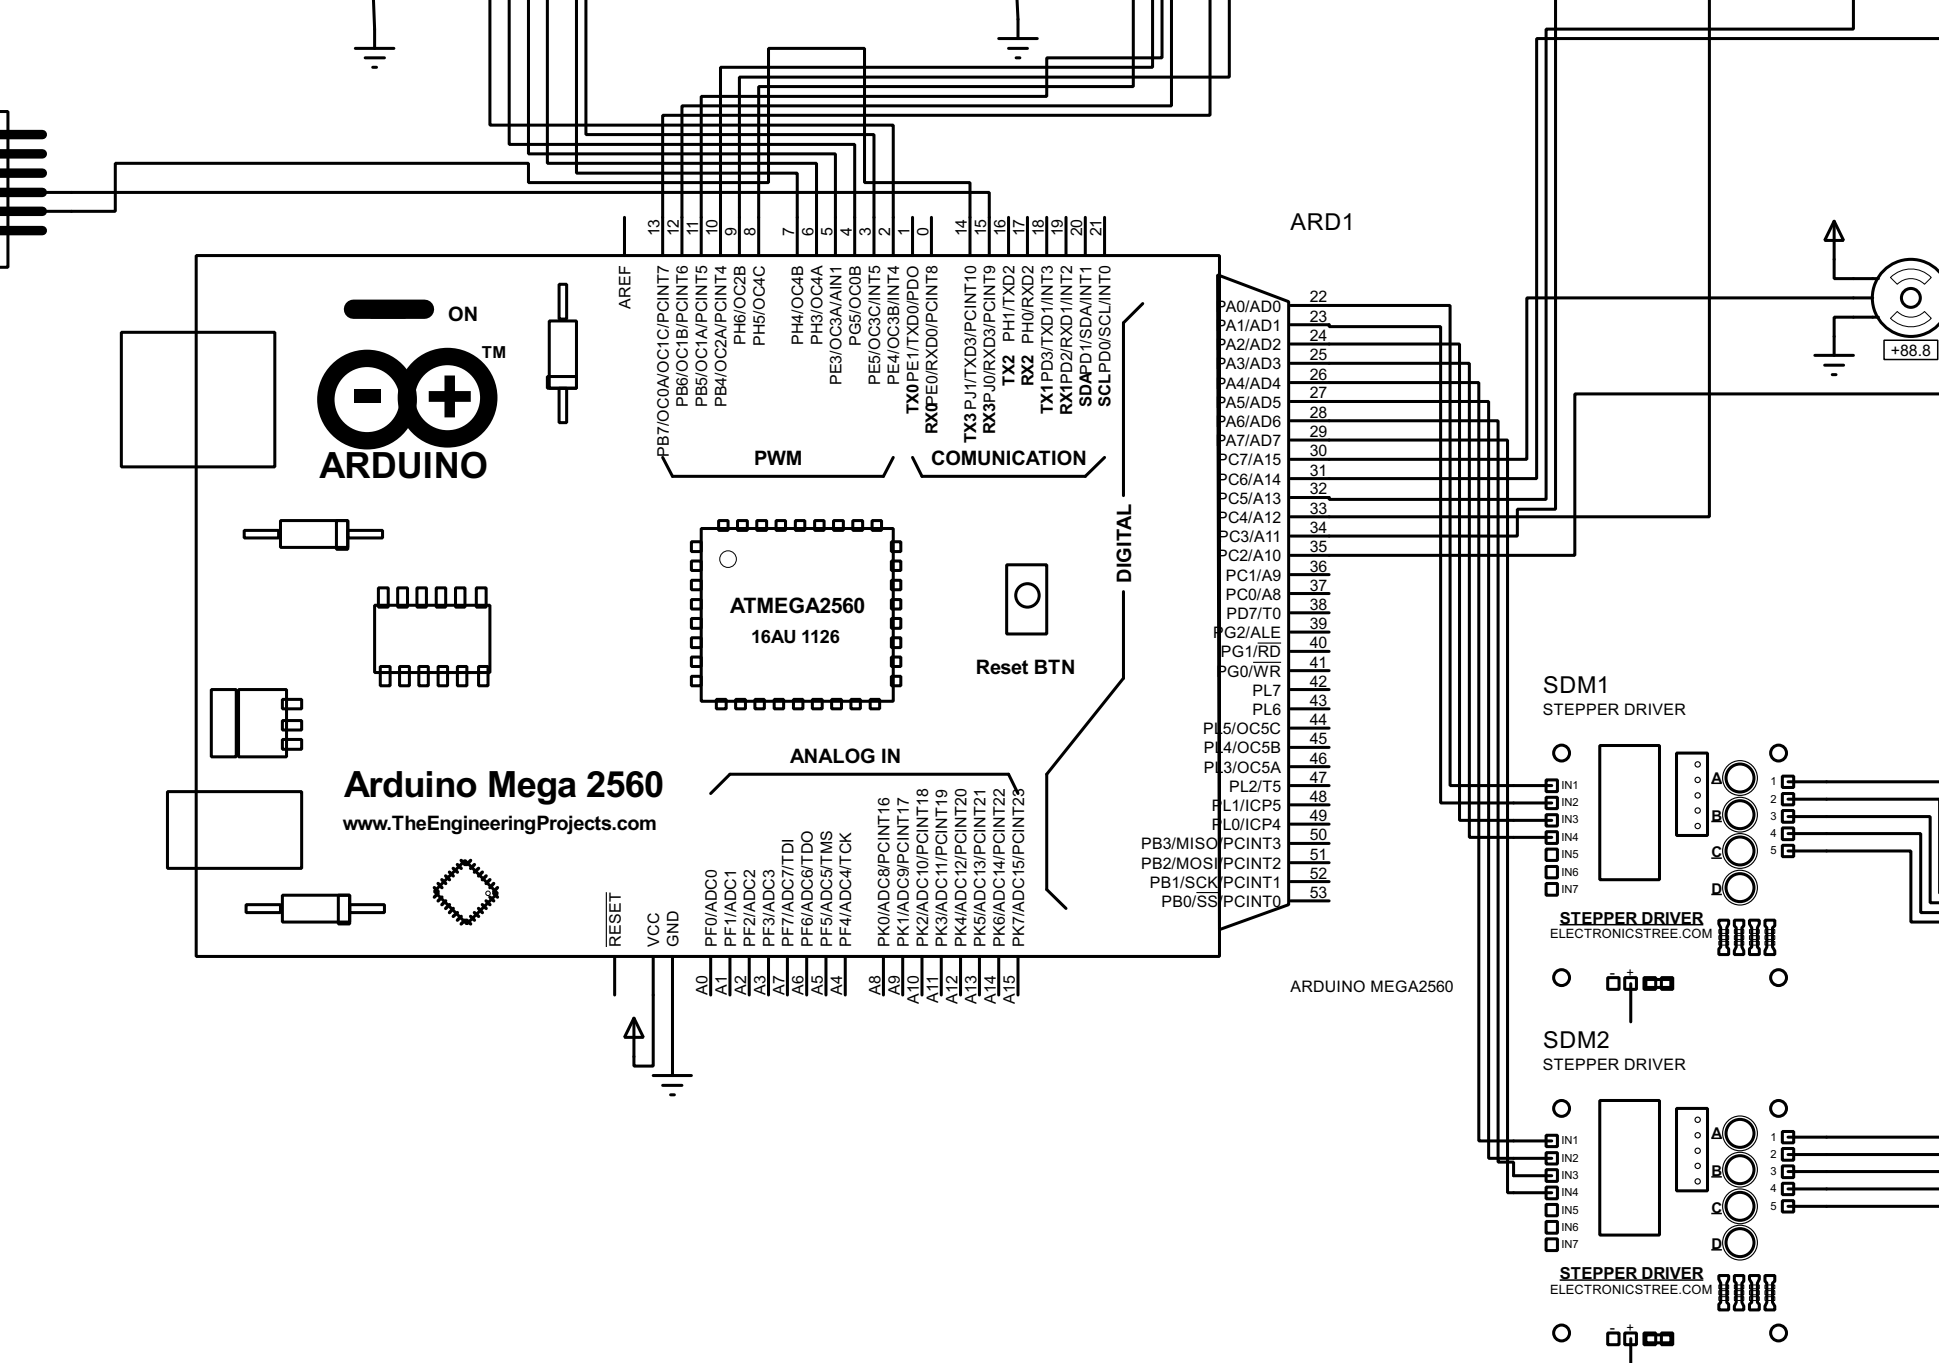 ARD1
13
12
11
10
9
8
7
6
5
4
3
2
1
0
14
15
16
17
18
19
20
21
AREF
PB7/OC0A/OC1C/PCINT7
PB6/OC1B/PCINT6
PB5/OC1A/PCINT5
PB4/OC2A/PCINT4
PH6/OC2B
PH5/OC4C
PH4/OC4B
PH3/OC4A
PE3/OC3A/AIN1
PG5/OC0B
PE5/OC3C/INT5
PE4/OC3B/INT4
TX0 PE1/TXD0/PDO
RX0 PE0/RXD0/PCINT8
TX3 PJ1/TXD3/PCINT10
RX3 PJ0/RXD3/PCINT9
TX2 PH1/TXD2
RX2 PH0/RXD2
TX1 PD3/TXD1/INT3
RX1 PD2/RXD1/INT2
SDA PD1/SDA/INT1
SCL PD0/SCL/INT0
ON
TM
- +
ARDUINO
PWM
COMUNICATION
DIGITAL
ATMEGA2560
16AU 1126
Reset BTN
ANALOG IN
Arduino Mega 2560
www.TheEngineeringProjects.com
PA0/AD0 22
PA1/AD1 23
PA2/AD2 24
PA3/AD3 25
PA4/AD4 26
PA5/AD5 27
PA6/AD6 28
PA7/AD7 29
PC7/A15 30
PC6/A14 31
PC5/A13 32
PC4/A12 33
PC3/A11 34
PC2/A10 35
PC1/A9 36
PC0/A8 37
PD7/T0 38
PG2/ALE 39
PG1/RD 40
PG0/WR 41
PL7 42
PL6 43
PL5/OC5C 44
PL4/OC5B 45
PL3/OC5A 46
PL2/T5 47
PL1/ICP5 48
PL0/ICP4 49
PB3/MISO/PCINT3 50
PB2/MOSI/PCINT2 51
PB1/SCK/PCINT1 52
PB0/SS/PCINT0 53
RESET
VCC
GND
PF0/ADC0
PF1/ADC1
PF2/ADC2
PF3/ADC3
PF7/ADC7/TDI
PF6/ADC6/TDO
PF5/ADC5/TMS
PF4/ADC4/TCK
PK0/ADC8/PCINT16
PK1/ADC9/PCINT17
PK2/ADC10/PCINT18
PK3/ADC11/PCINT19
PK4/ADC12/PCINT20
PK5/ADC13/PCINT21
PK6/ADC14/PCINT22
PK7/ADC15/PCINT23
A0
A1
A2
A3
A7
A6
A5
A4
A8
A9
A10
A11
A12
A13
A14
A15
ARDUINO MEGA2560
+88.8
SDM1
STEPPER DRIVER
IN1
IN2
IN3
IN4
IN5
IN6
IN7
A
B
C
D
1
2
3
4
5
STEPPER DRIVER
ELECTRONICSTREE.COM
- +
SDM2
STEPPER DRIVER
IN1
IN2
IN3
IN4
IN5
IN6
IN7
A
B
C
D
1
2
3
4
5
STEPPER DRIVER
ELECTRONICSTREE.COM
- +